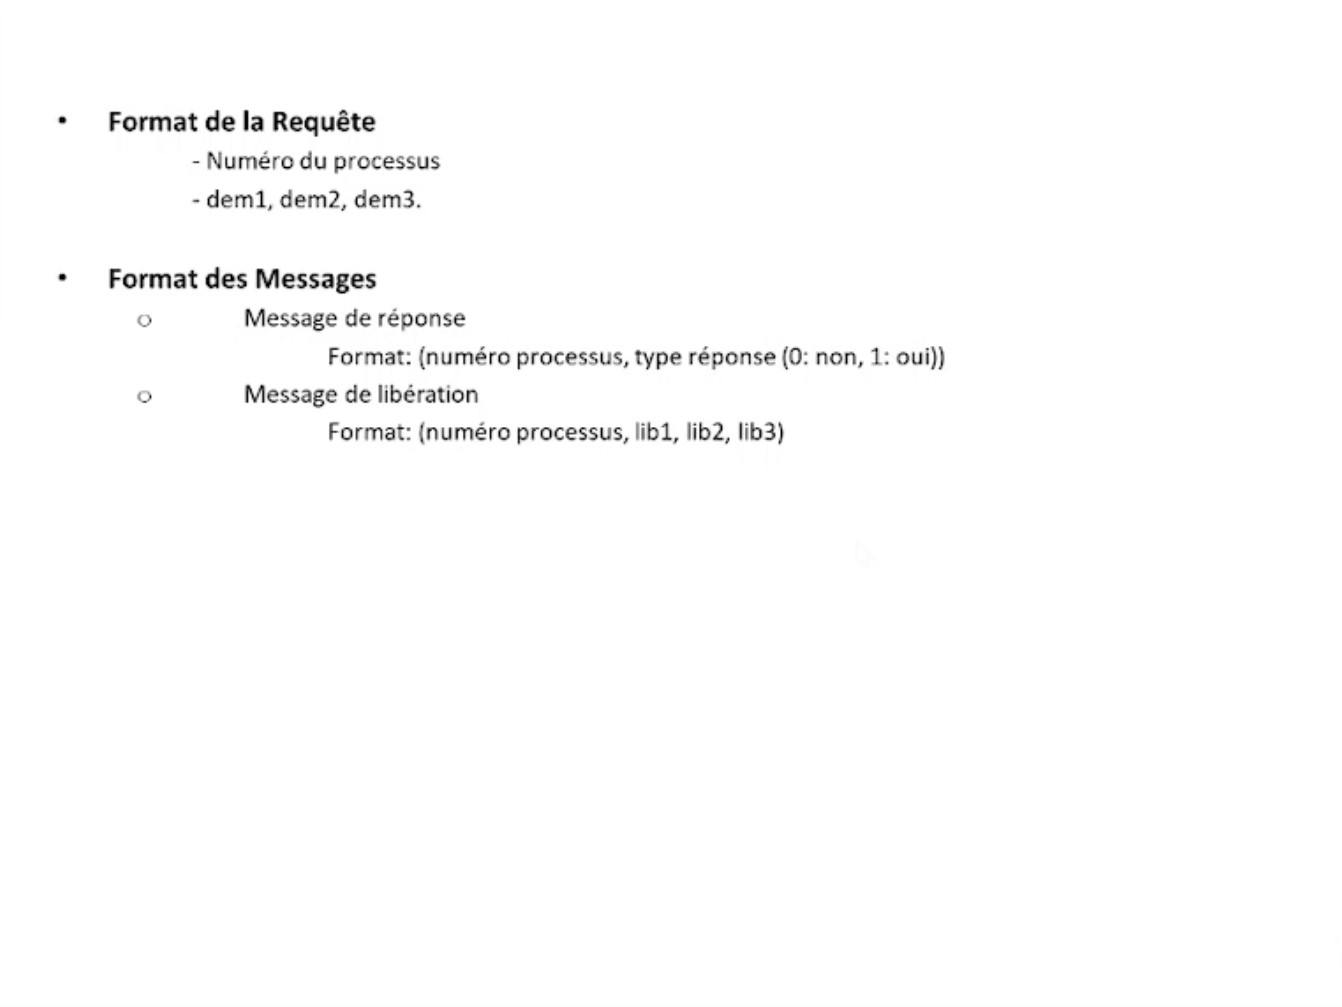 • Format de la Requête
- Numéro du processus
- dem1, dem2, dem3.
• Format des Messages
o Message de réponse
Format: (numéro processus, type réponse (0: non, 1: oui))
o Message de libération
Format: (numéro processus, lib1, lib2, lib3)